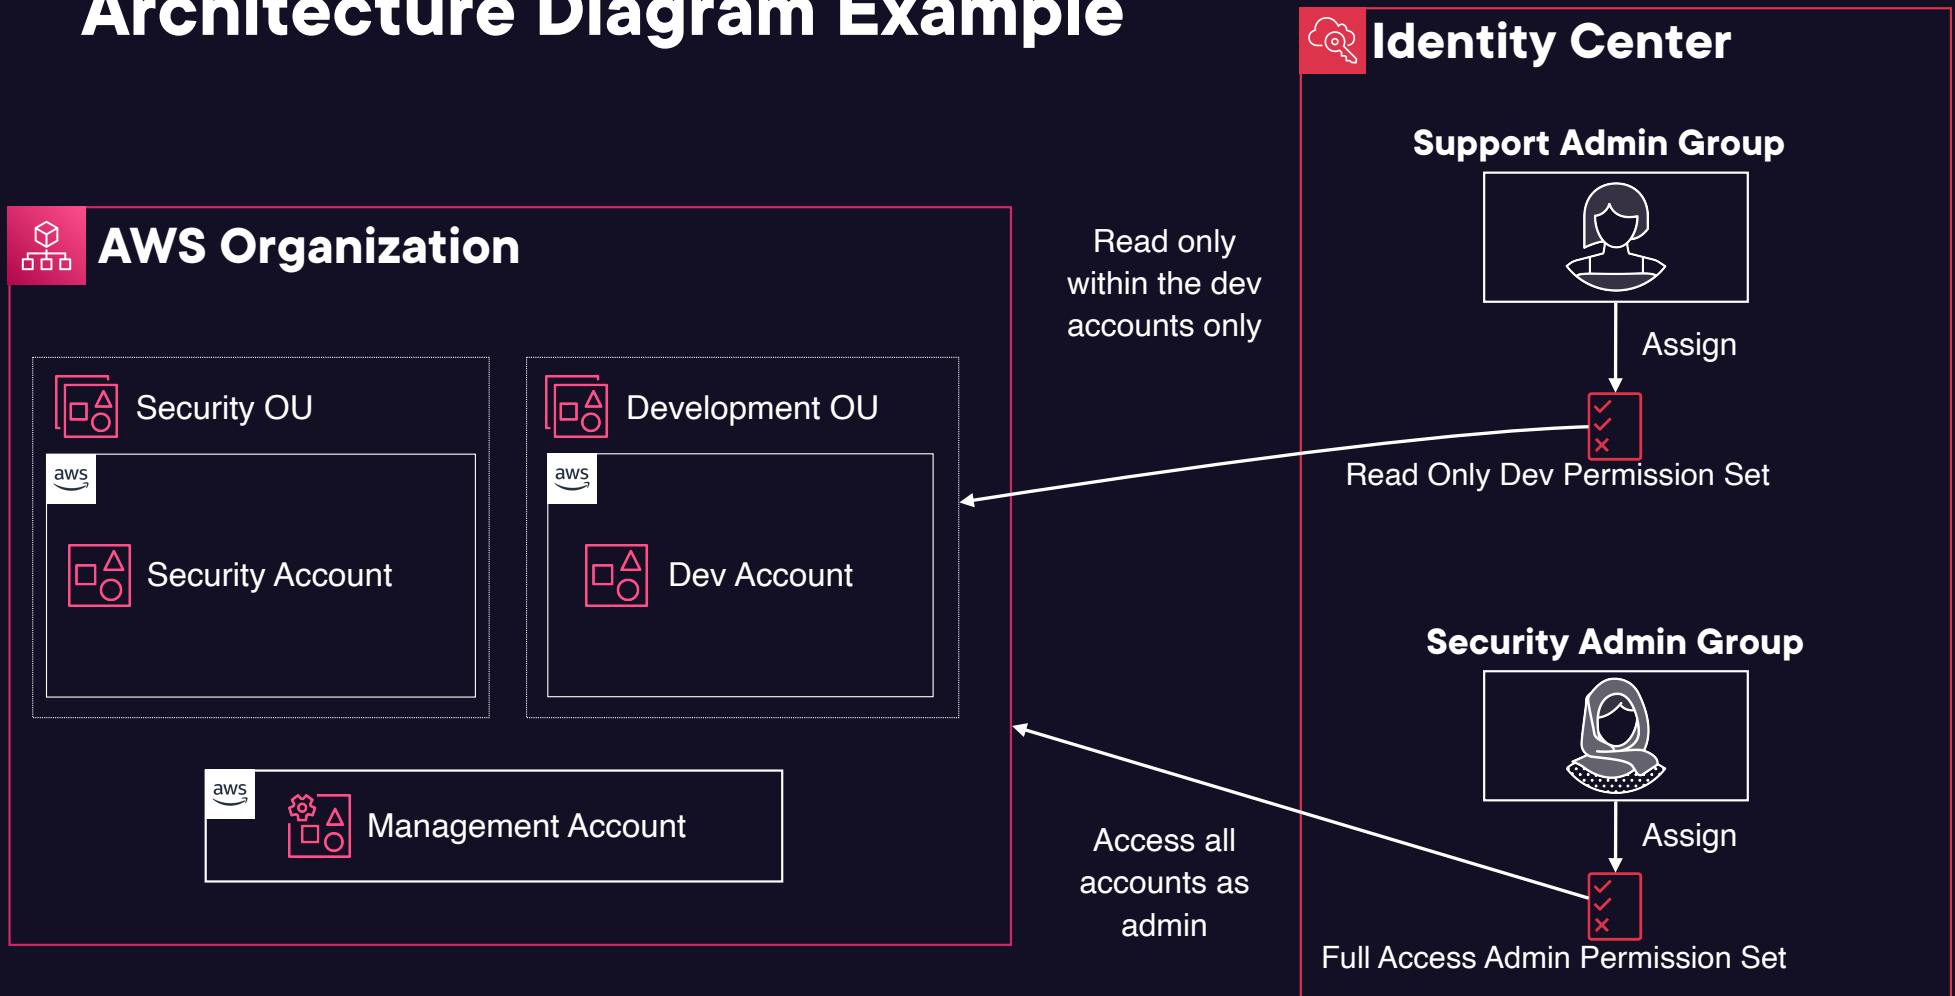 Architecture Diagram Example
Identity Center
Support Admin Group
Assign
Read Only Dev Permission Set
Read only
within the dev
accounts only
AWS Organization
Security OU
aws
Security Account
Development OU
aws
Dev Account
aws
Management Account
Security Admin Group
Assign
Full Access Admin Permission Set
Access all
accounts as
admin